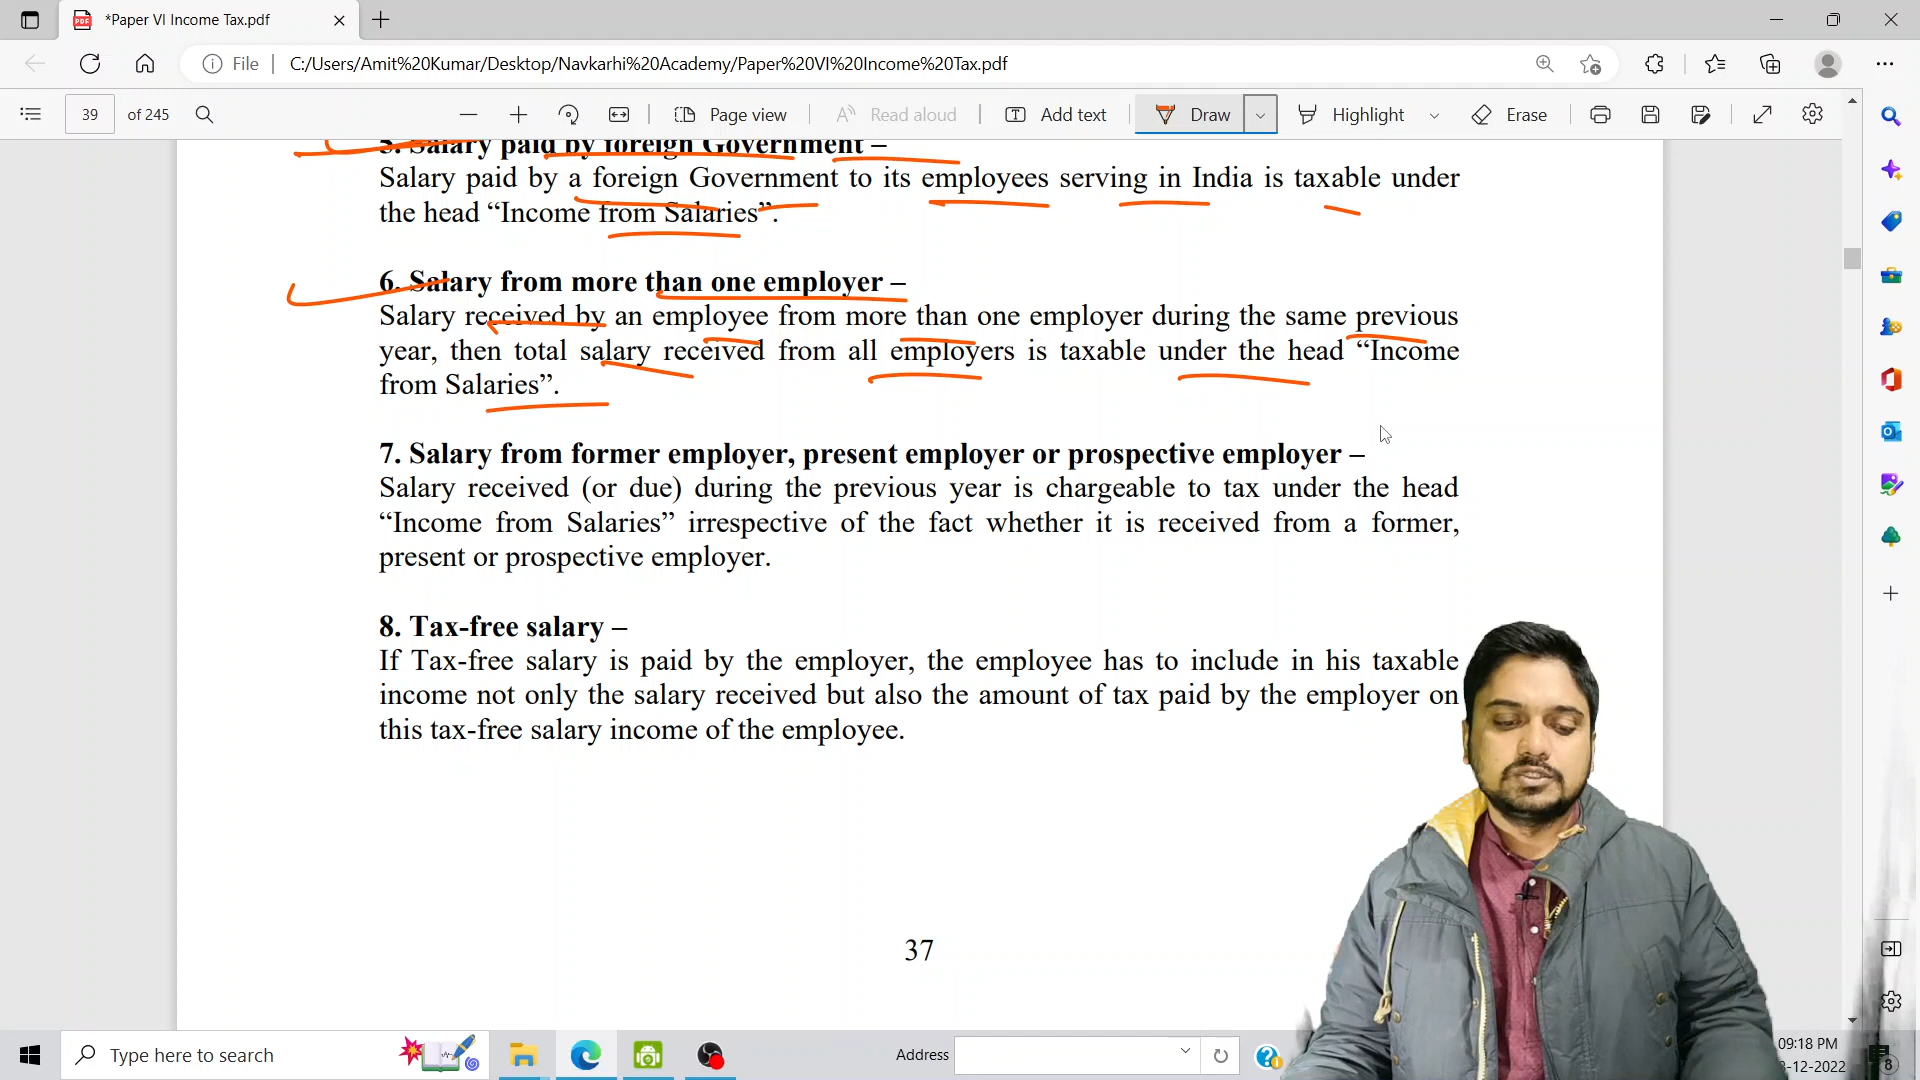 *Paper VI Income Tax.pdf
File
C:/Users/Amit%20Kumar/Desktop/Navkarhi%20Academy/Paper%20VI%20Income%20Tax.pdf
39 of 245
Page view
Read aloud
Add text
Draw
Highlight
Erase
5. Salary paid by foreign Government –
Salary paid by a foreign Government to its employees serving in India is taxable under
the head “Income from Salaries”.
6. Salary from more than one employer –
Salary received by an employee from more than one employer during the same previous
year, then total salary received from all employers is taxable under the head “Income
from Salaries”.
7. Salary from former employer, present employer or prospective employer –
Salary received (or due) during the previous year is chargeable to tax under the head
“Income from Salaries” irrespective of the fact whether it is received from a former,
present or prospective employer.
8. Tax-free salary –
If Tax-free salary is paid by the employer, the employee has to include in his taxable
income not only the salary received but also the amount of tax paid by the employer on
this tax-free salary income of the employee.
37
Type here to search
Address
09:18 PM
-12-2022
8